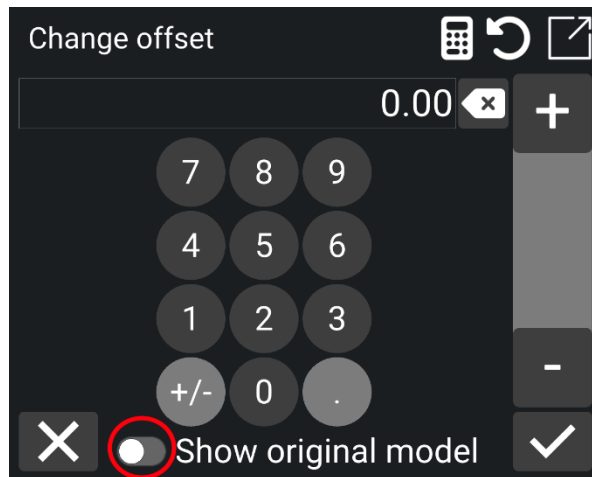 Change offset
0.00
+
7 8 9
4 5 6
1 2 3
+/- 0 .
-
Show original model